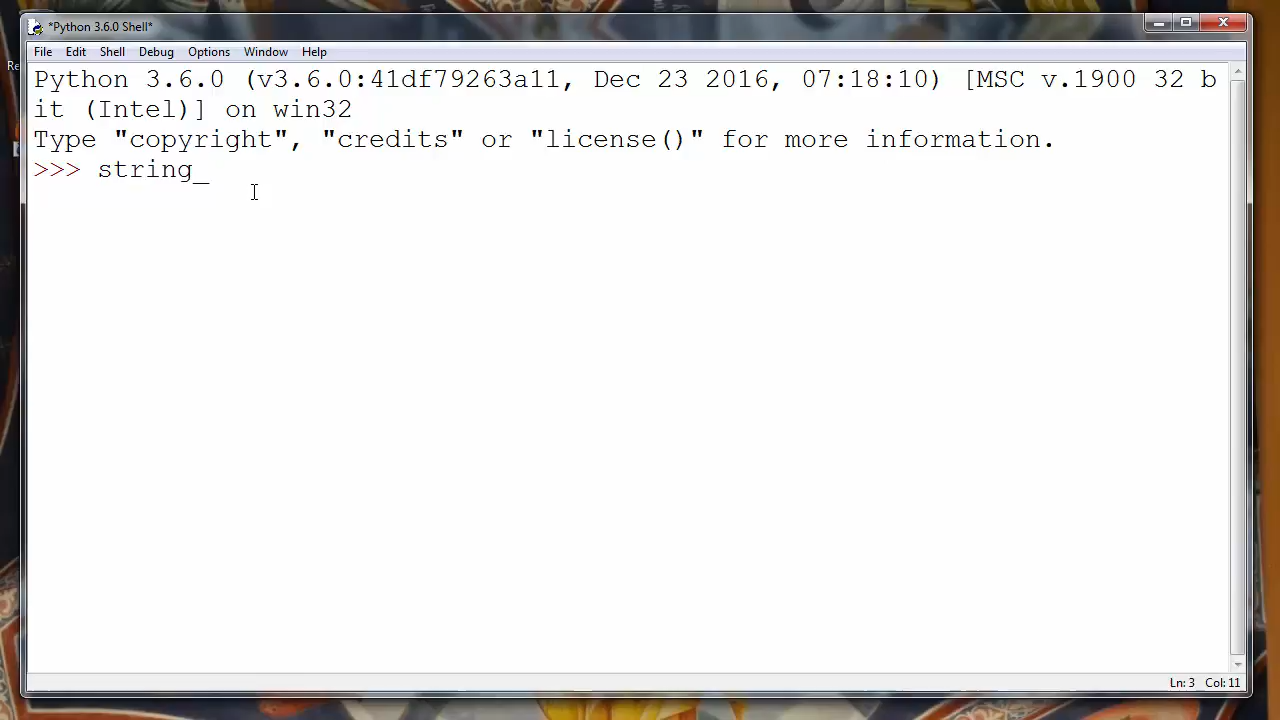 *Python 3.6.0 Shell*
File Edit Shell Debug Options Window Help
Re
Python 3.6.0 (v3.6.0:41df79263a11, Dec 23 2016, 07:18:10) [MSC v.1900 32 b
it (Intel)] on win32
Type "copyright", "credits" or "license()" for more information.
>>> string_
Ln: 3 Col: 11